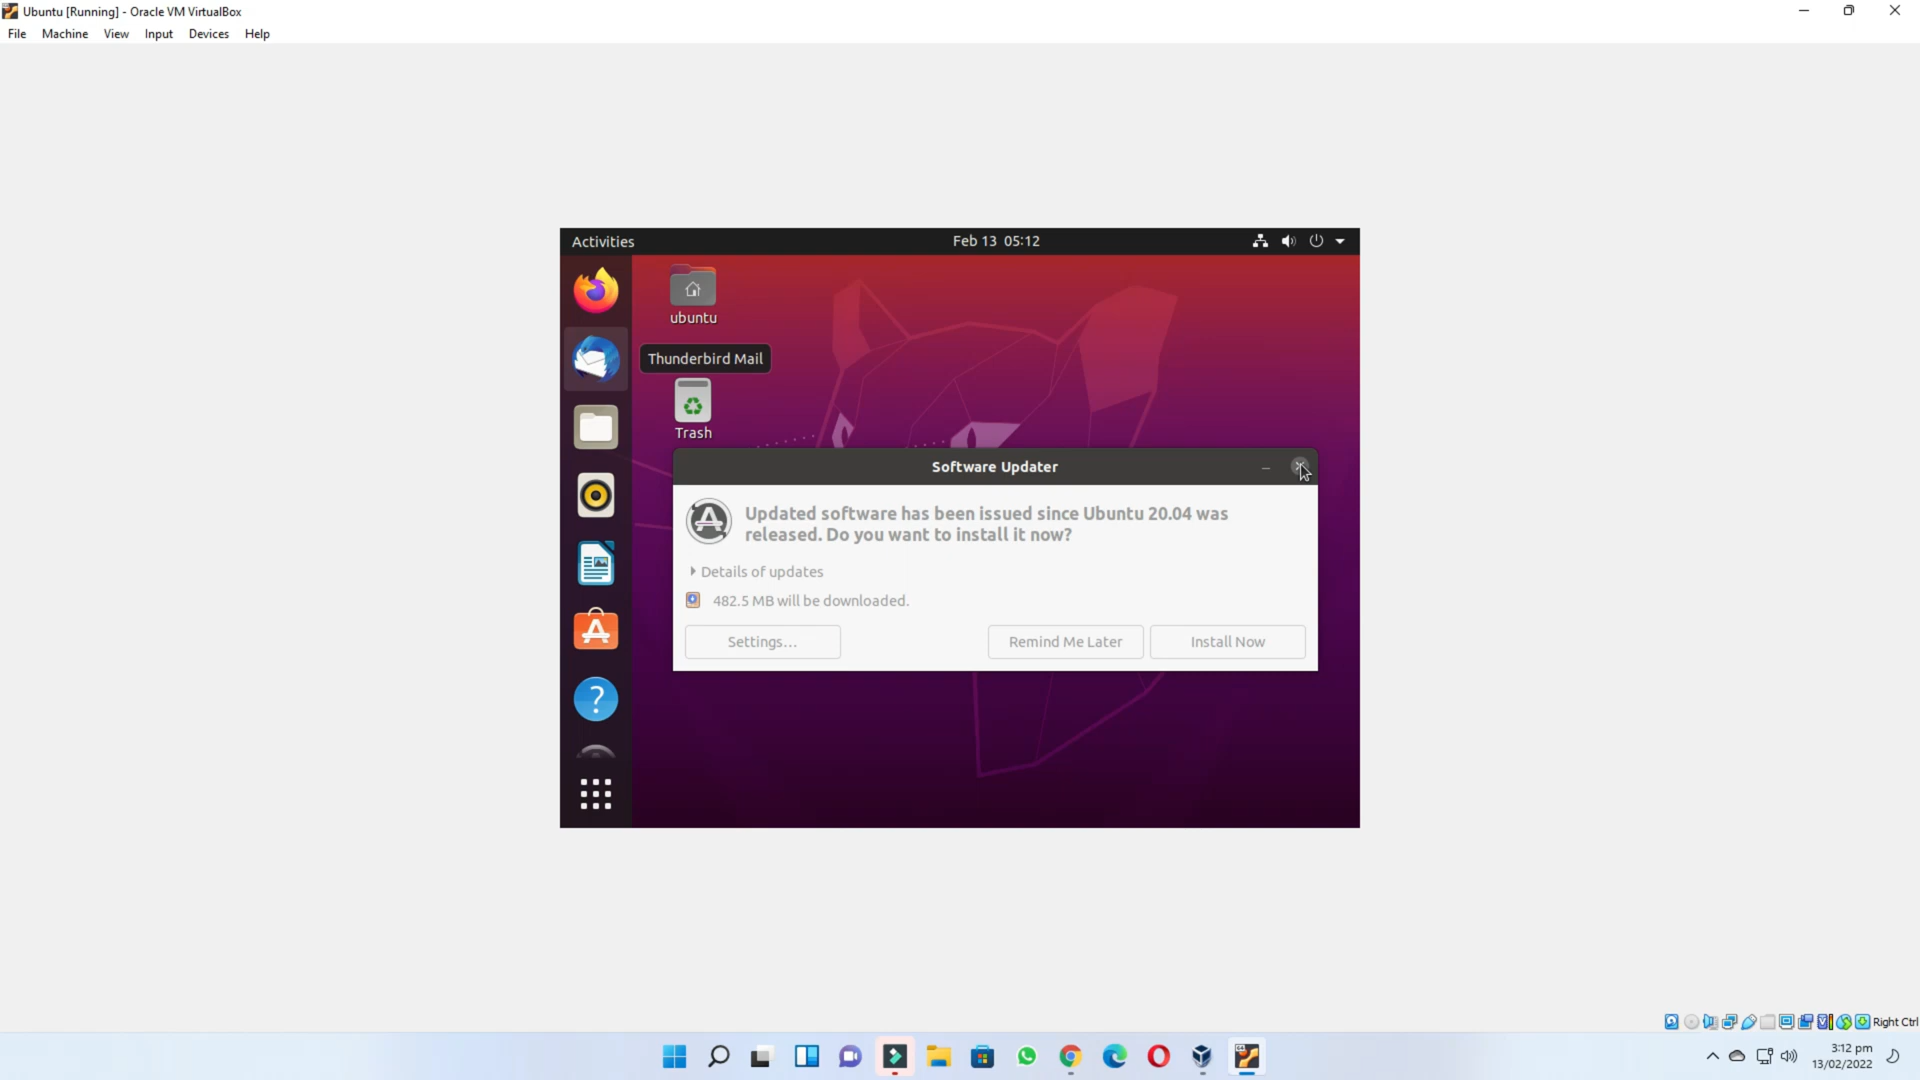 Ubuntu [Running] - Oracle VM VirtualBox
File Machine View Input Devices Help
Activities
Feb 13 05:12
ubuntu
Thunderbird Mail
Trash
Software Updater
Updated software has been issued since Ubuntu 20.04 was
released. Do you want to install it now?
Details of updates
482.5 MB will be downloaded.
Settings...
Remind Me Later
Install Now
Right Ctrl
3:12 pm
13/02/2022